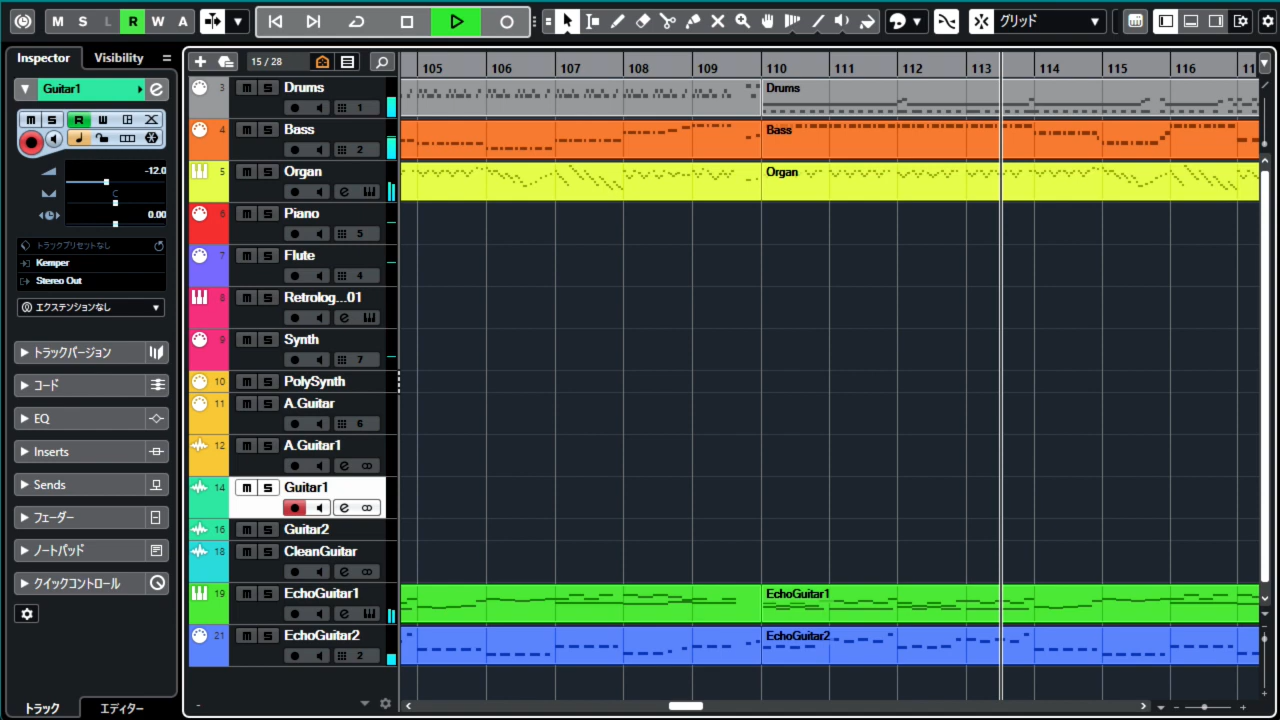 M S L R W A グリッド
Inspector Visibility
15 / 28
105 106 107 108 109 110 111 112 113 114 115 116 11
Guitar1
m S R W
-12.0
C
0.00
トラックプリセットなし
Kemper
Stereo Out
エクステンションなし
トラックバージョン
コード
EQ
Inserts
Sends
フェーダー
ノートパッド
クイックコントロール
トラック エディター
3 m S Drums
1
4 m S Bass
2
5 m S Organ
e
6 m S Piano
5
7 m S Flute
4
8 m S Retrolog...01
e
9 m S Synth
7
10 m S PolySynth
11 m S A.Guitar
6
12 m S A.Guitar1
e
14 m S Guitar1
e
16 m S Guitar2
18 m S CleanGuitar
e
19 m S EchoGuitar1
e
21 m S EchoGuitar2
2
Drums
Bass
Organ
EchoGuitar1
EchoGuitar2